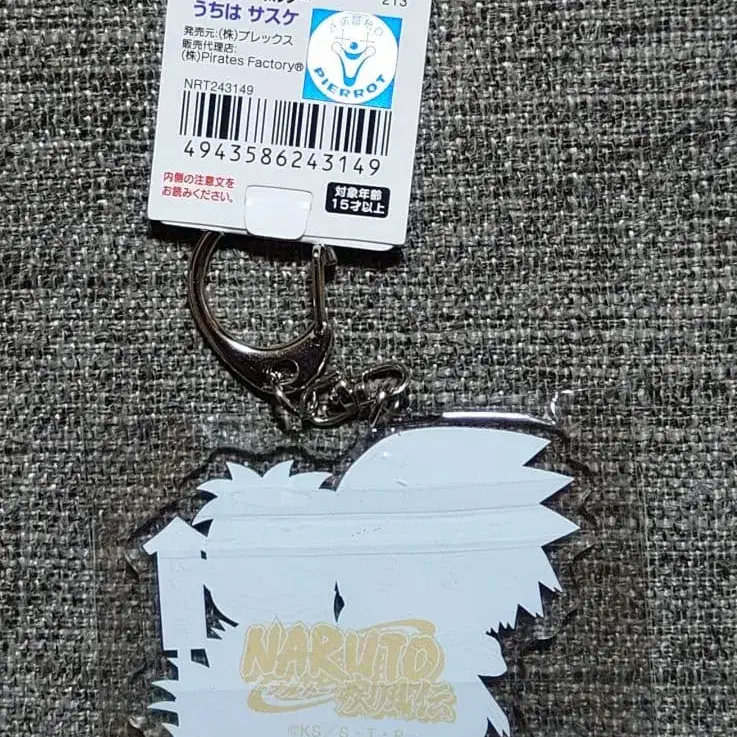 213
うちは サスケ
発売元:(株)プレックス
販売代理店:
(株)Pirates Factory®
PIERROT
NRT243149
4943586243149
内側の注意文を
お読みください。
対象年齢
15才以上
NARUTO
疾風伝
©KS/S・T・P